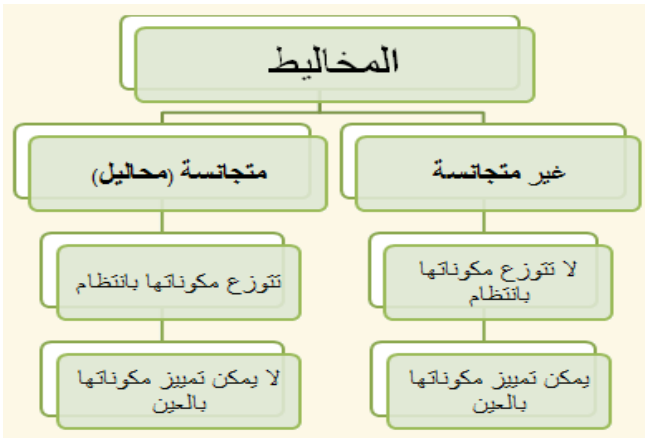 المخاليط
غير متجانسة
متجانسة (محاليل)
لا تتوزع مكوناتها
بانتظام
تتوزع مكوناتها بانتظام
يمكن تمييز مكوناتها
بالعين
لا يمكن تمييز مكوناتها
بالعين